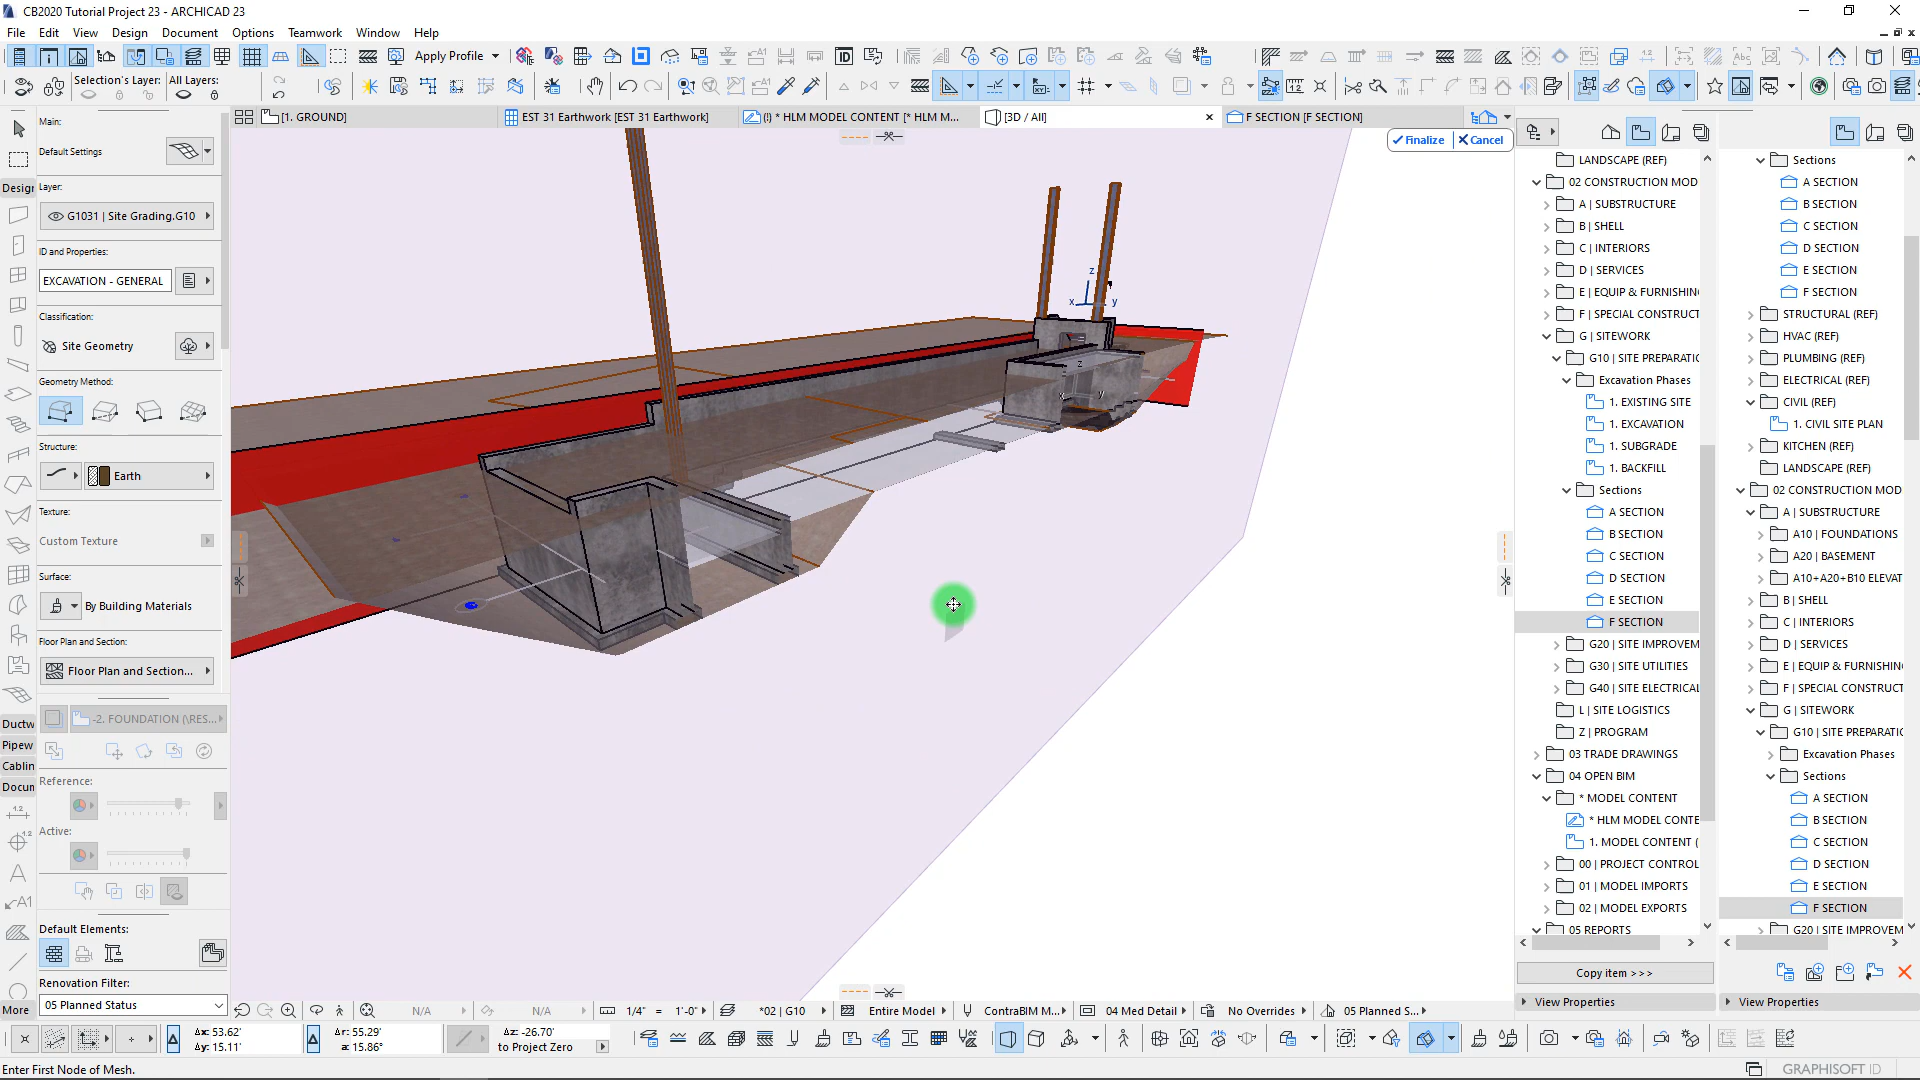 CB2020 Tutorial Project 23 - ARCHICAD 23
File Edit View Design Document Options Teamwork Window Help
Apply Profile
Selection's Layer: All Layers:
[1. GROUND]
EST 31 Earthwork [EST 31 Earthwork]
(!) * HLM MODEL CONTENT [* HLM M...
[3D / All]
F SECTION [F SECTION]
Finalize Cancel
Main:
Default Settings
Design
Layer:
G1031 | Site Grading.G10
ID and Properties:
EXCAVATION - GENERAL
Classification:
Site Geometry
Geometry Method:
Structure:
Earth
Texture:
Custom Texture
Surface:
By Building Materials
Floor Plan and Section:
Floor Plan and Section...
-2. FOUNDATION (\RES...
Ductw
Pipew
Cablin
Docum
Reference:
Active:
Default Elements:
Renovation Filter:
05 Planned Status
More
z
x
y
z
x
y
LANDSCAPE (REF)
02 CONSTRUCTION MOD
A | SUBSTRUCTURE
B | SHELL
C | INTERIORS
D | SERVICES
E | EQUIP & FURNISHIN
F | SPECIAL CONSTRUCT
G | SITEWORK
G10 | SITE PREPARATIC
Excavation Phases
1. EXISTING SITE
1. EXCAVATION
1. SUBGRADE
1. BACKFILL
Sections
A SECTION
B SECTION
C SECTION
D SECTION
E SECTION
F SECTION
G20 | SITE IMPROVEM
G30 | SITE UTILITIES
G40 | SITE ELECTRICAL
L | SITE LOGISTICS
Z | PROGRAM
03 TRADE DRAWINGS
04 OPEN BIM
* MODEL CONTENT
* HLM MODEL CONTE
1. MODEL CONTENT (
00 | PROJECT CONTROL
01 | MODEL IMPORTS
02 | MODEL EXPORTS
05 REPORTS
Copy item >>>
View Properties
Sections
A SECTION
B SECTION
C SECTION
D SECTION
E SECTION
F SECTION
STRUCTURAL (REF)
HVAC (REF)
PLUMBING (REF)
ELECTRICAL (REF)
CIVIL (REF)
1. CIVIL SITE PLAN
KITCHEN (REF)
LANDSCAPE (REF)
02 CONSTRUCTION MOD
A | SUBSTRUCTURE
A10 | FOUNDATIONS
A20 | BASEMENT
A10+A20+B10 ELEVAT
B | SHELL
C | INTERIORS
D | SERVICES
E | EQUIP & FURNISHIN
F | SPECIAL CONSTRUCT
G | SITEWORK
G10 | SITE PREPARATIC
Excavation Phases
Sections
A SECTION
B SECTION
C SECTION
D SECTION
E SECTION
F SECTION
G20 | SITE IMPROVEM
View Properties
N/A N/A 1/4" = 1'-0" *02 | G10 Entire Model ContraBIM M... 04 Med Detail No Overrides 05 Planned S...
Δx: 53.62' Δr: 55.29' Δz: -26.70'
Δy: 15.11' a: 15.86° to Project Zero
Enter First Node of Mesh.
GRAPHISOFT ID